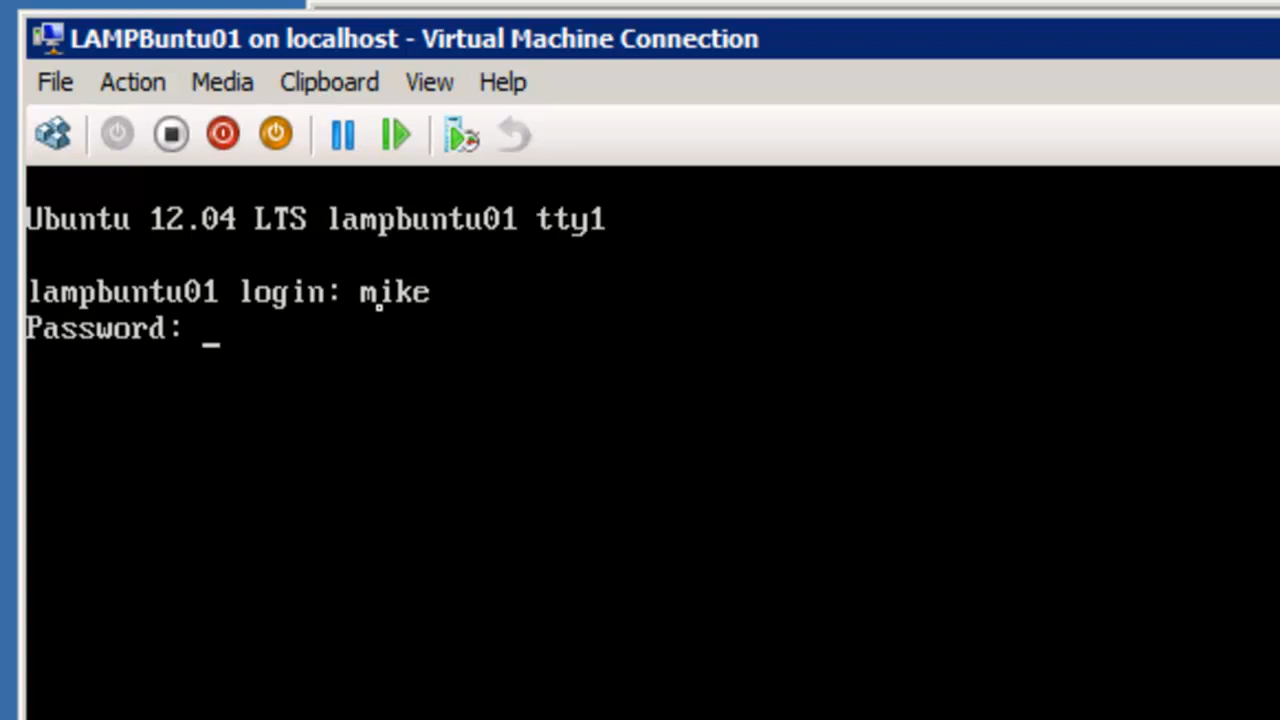 LAMPBuntu01 on localhost - Virtual Machine Connection
File Action Media Clipboard View Help
Ubuntu 12.04 LTS lampbuntu01 tty1
lampbuntu01 login: mike
Password: _